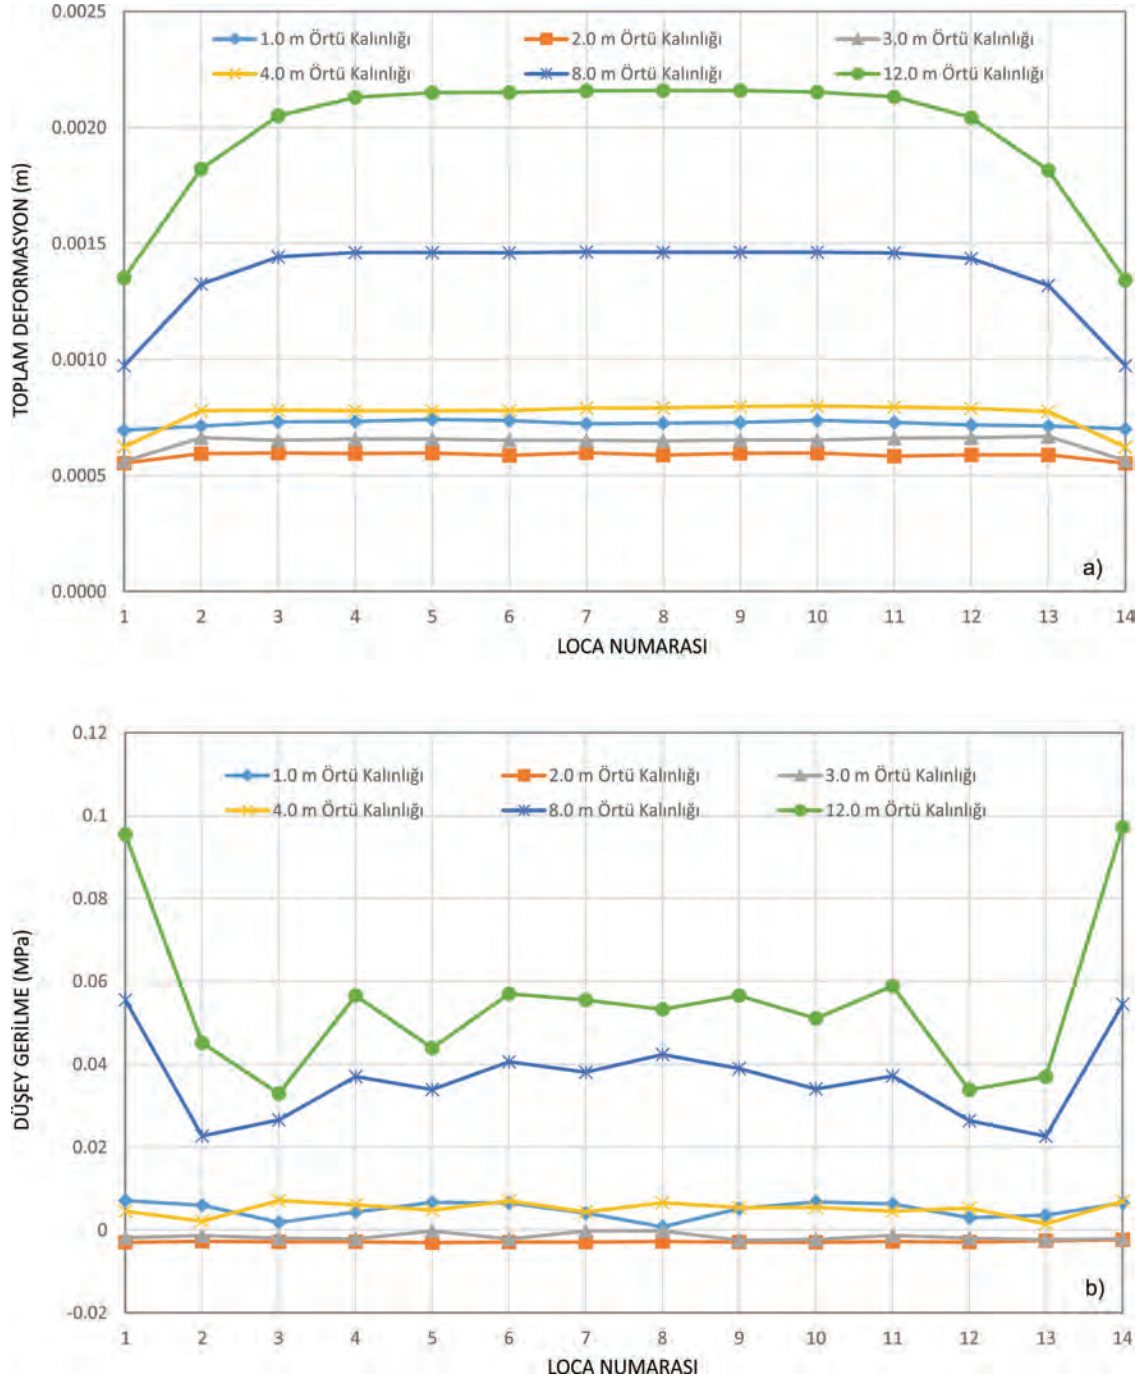 0.0025
1.0 m Örtü Kalınlığı 2.0 m Örtü Kalınlığı 3.0 m Örtü Kalınlığı
4.0 m Örtü Kalınlığı 8.0 m Örtü Kalınlığı 12.0 m Örtü Kalınlığı
0.0020
0.0015
0.0010
0.0005
0.0000
TOPLAM DEFORMASYON (m)
a)
1 2 3 4 5 6 7 8 9 10 11 12 13 14
LOCA NUMARASI
0.12
1.0 m Örtü Kalınlığı 2.0 m Örtü Kalınlığı 3.0 m Örtü Kalınlığı
4.0 m Örtü Kalınlığı 8.0 m Örtü Kalınlığı 12.0 m Örtü Kalınlığı
0.1
0.08
0.06
0.04
0.02
0
-0.02
DÜŞEY GERİLME (MPa)
b)
1 2 3 4 5 6 7 8 9 10 11 12 13 14
LOCA NUMARASI